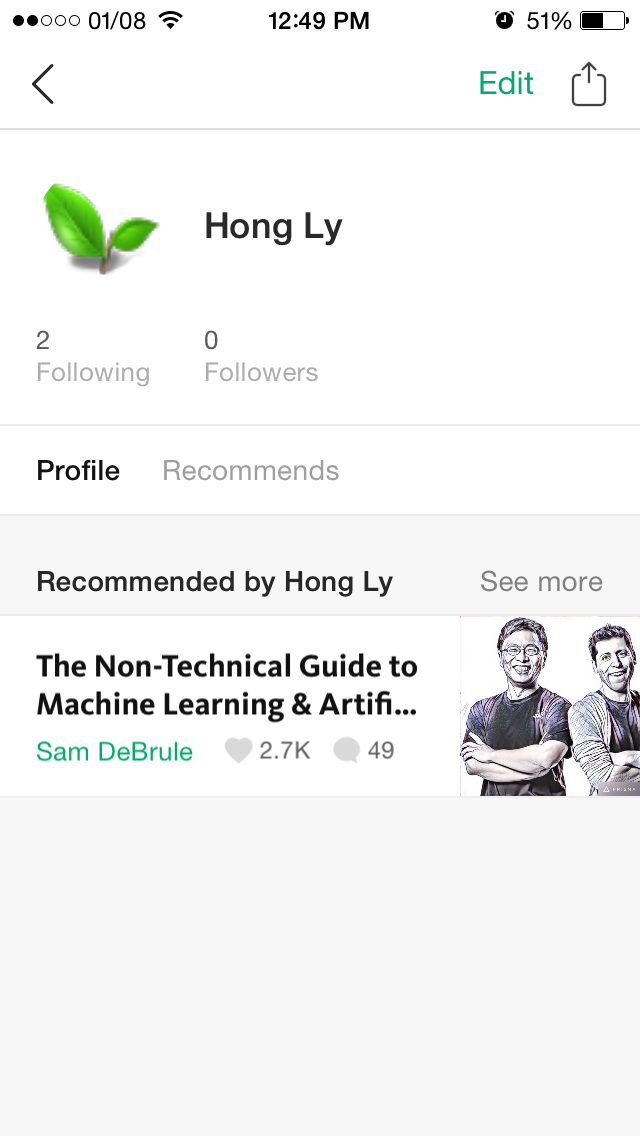 01/08 12:49 PM 51%
Edit
Hong Ly
2 0
Following Followers
Profile Recommends
Recommended by Hong Ly See more
The Non-Technical Guide to
Machine Learning & Artifi...
Sam DeBrule 2.7K 49
PRISMA